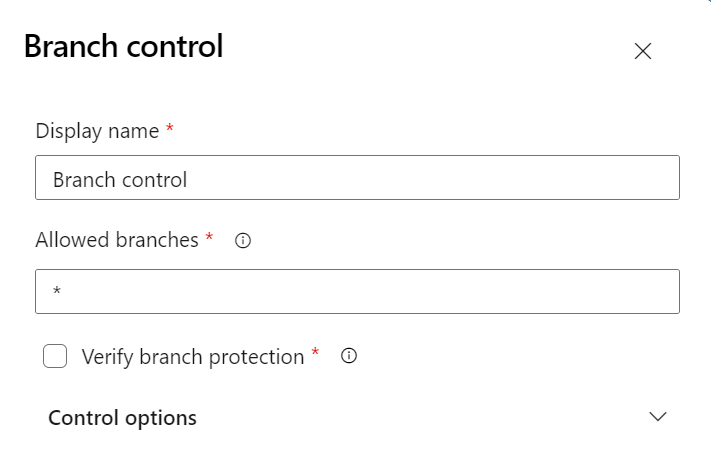 Branch control
Display name *
Branch control
Allowed branches *
*
Verify branch protection *
Control options